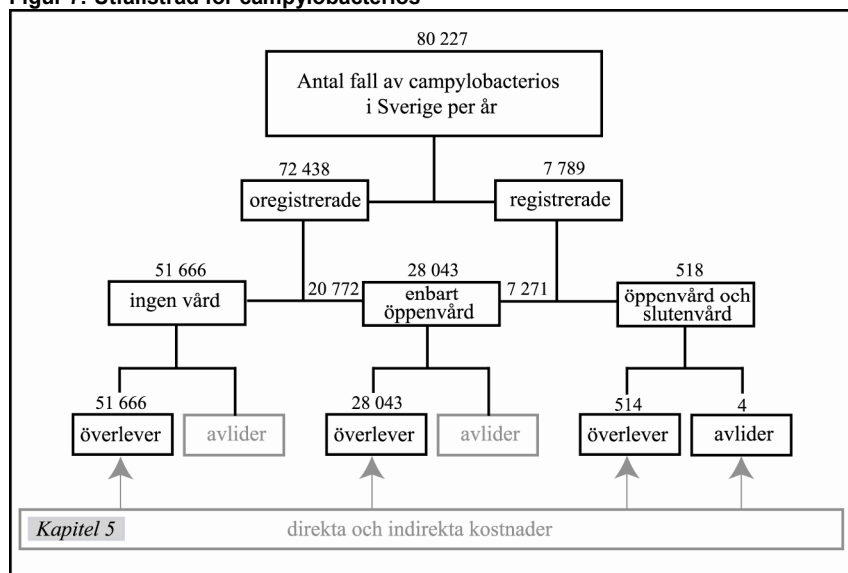 Figur 7. Utfallsträd för campylobacterios
80 227
Antal fall av campylobacterios
i Sverige per år
72 438
7 789
oregistrerade
registrerade
51 666
28 043
518
ingen vård
20 772
enbart
öppenvård
7 271
öppenvård och
slutenvård
51 666
28 043
514
4
överlever
avlider
överlever
avlider
överlever
avlider
Kapitel 5
direkta och indirekta kostnader